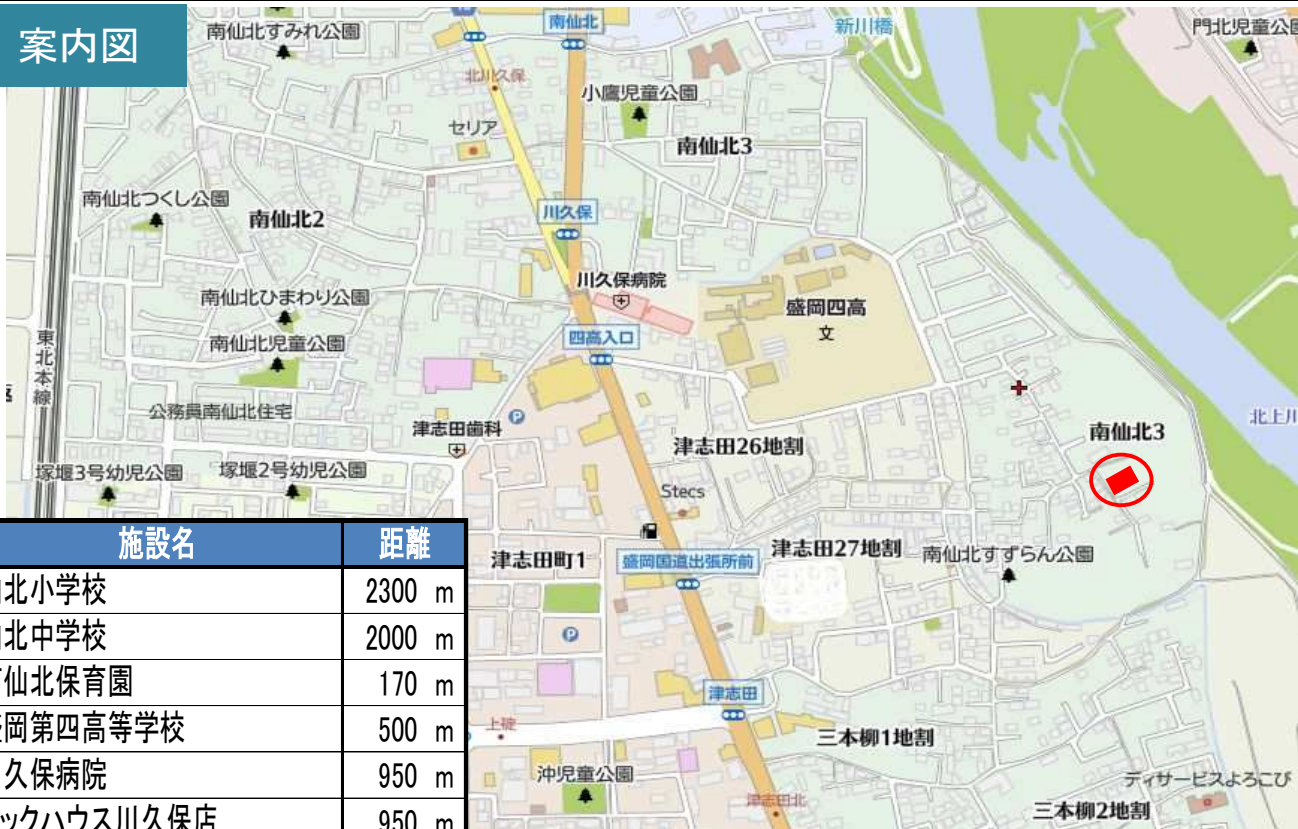 案内図
南仙北すみれ公園
南仙北
新川橋
門北児童公園
北川久保
小鷹児童公園
セリア
南仙北3
南仙北つくし公園
南仙北2
川久保
川久保病院
南仙北ひまわり公園
盛岡四高
文
四高入口
南仙北児童公園
東北本線
公務員南仙北住宅
津志田歯科
P
北上川
南仙北3
津志田26地割
塚堰3号幼児公園
塚堰2号幼児公園
Stecs
施設名 距離
津志田町1
盛岡国道出張所前
津志田27地割
南仙北すずらん公園
北小学校 2300 m
北中学校 2000 m
P
仙北保育園 170 m
岡第四高等学校 500 m
津志田
上碇
三本柳1地割
久保病院 950 m
沖児童公園
デイサービスよろこび
津志田北
三本柳2地割
ックハウス川久保店 950 m